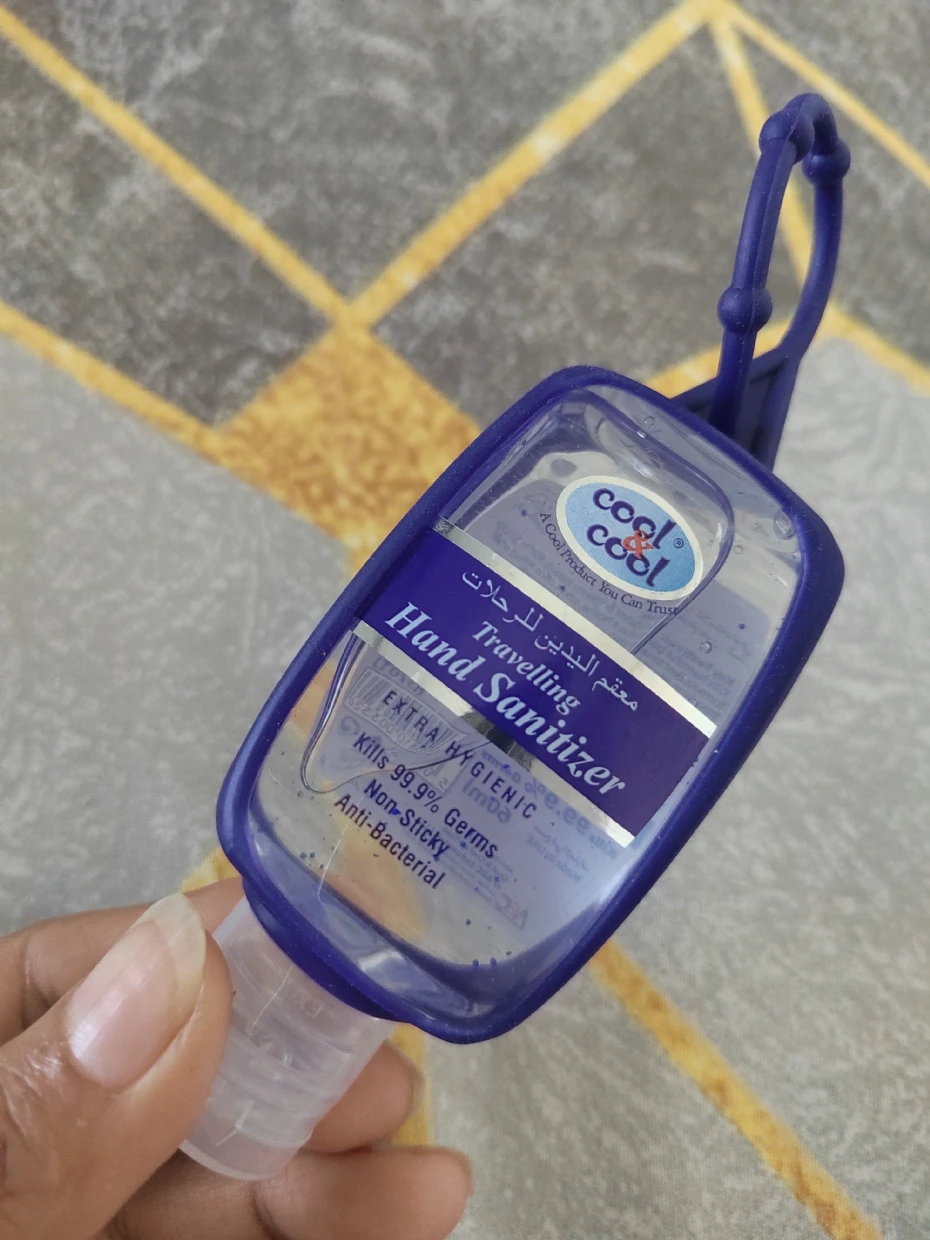 cool
&
cool®
A Cool Product You Can Trust
معقم اليدين للرحلات
Travelling
Hand Sanitizer
EXTRA HYGIENIC
Kills 99.9% Germs
Non-Sticky
Anti-Bacterial
60ml